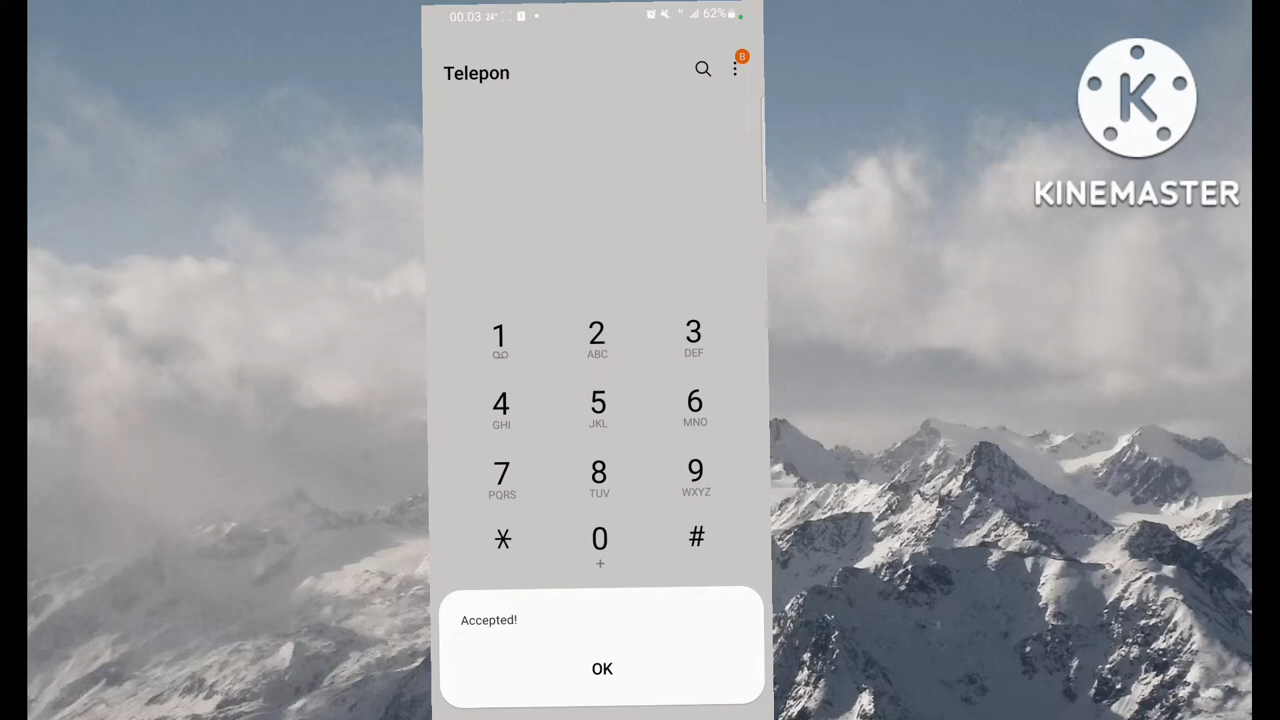 00.03 24°
62%
B
Telepon
K
KINEMASTER
1
2 ABC
3 DEF
4 GHI
5 JKL
6 MNO
7 PQRS
8 TUV
9 WXYZ
*
0 +
#
Accepted!
OK